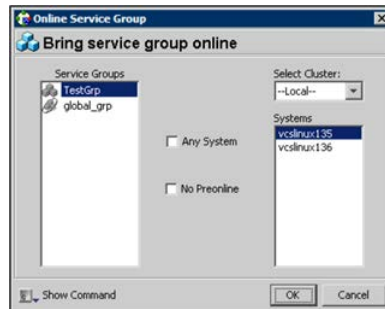 Online Service Group
Bring service group online
Service Groups
TestGrp
global_grp
Any System
No Preonline
Select Cluster:
--Local--
Systems
vcslinux135
vcslinux136
Show Command
OK
Cancel